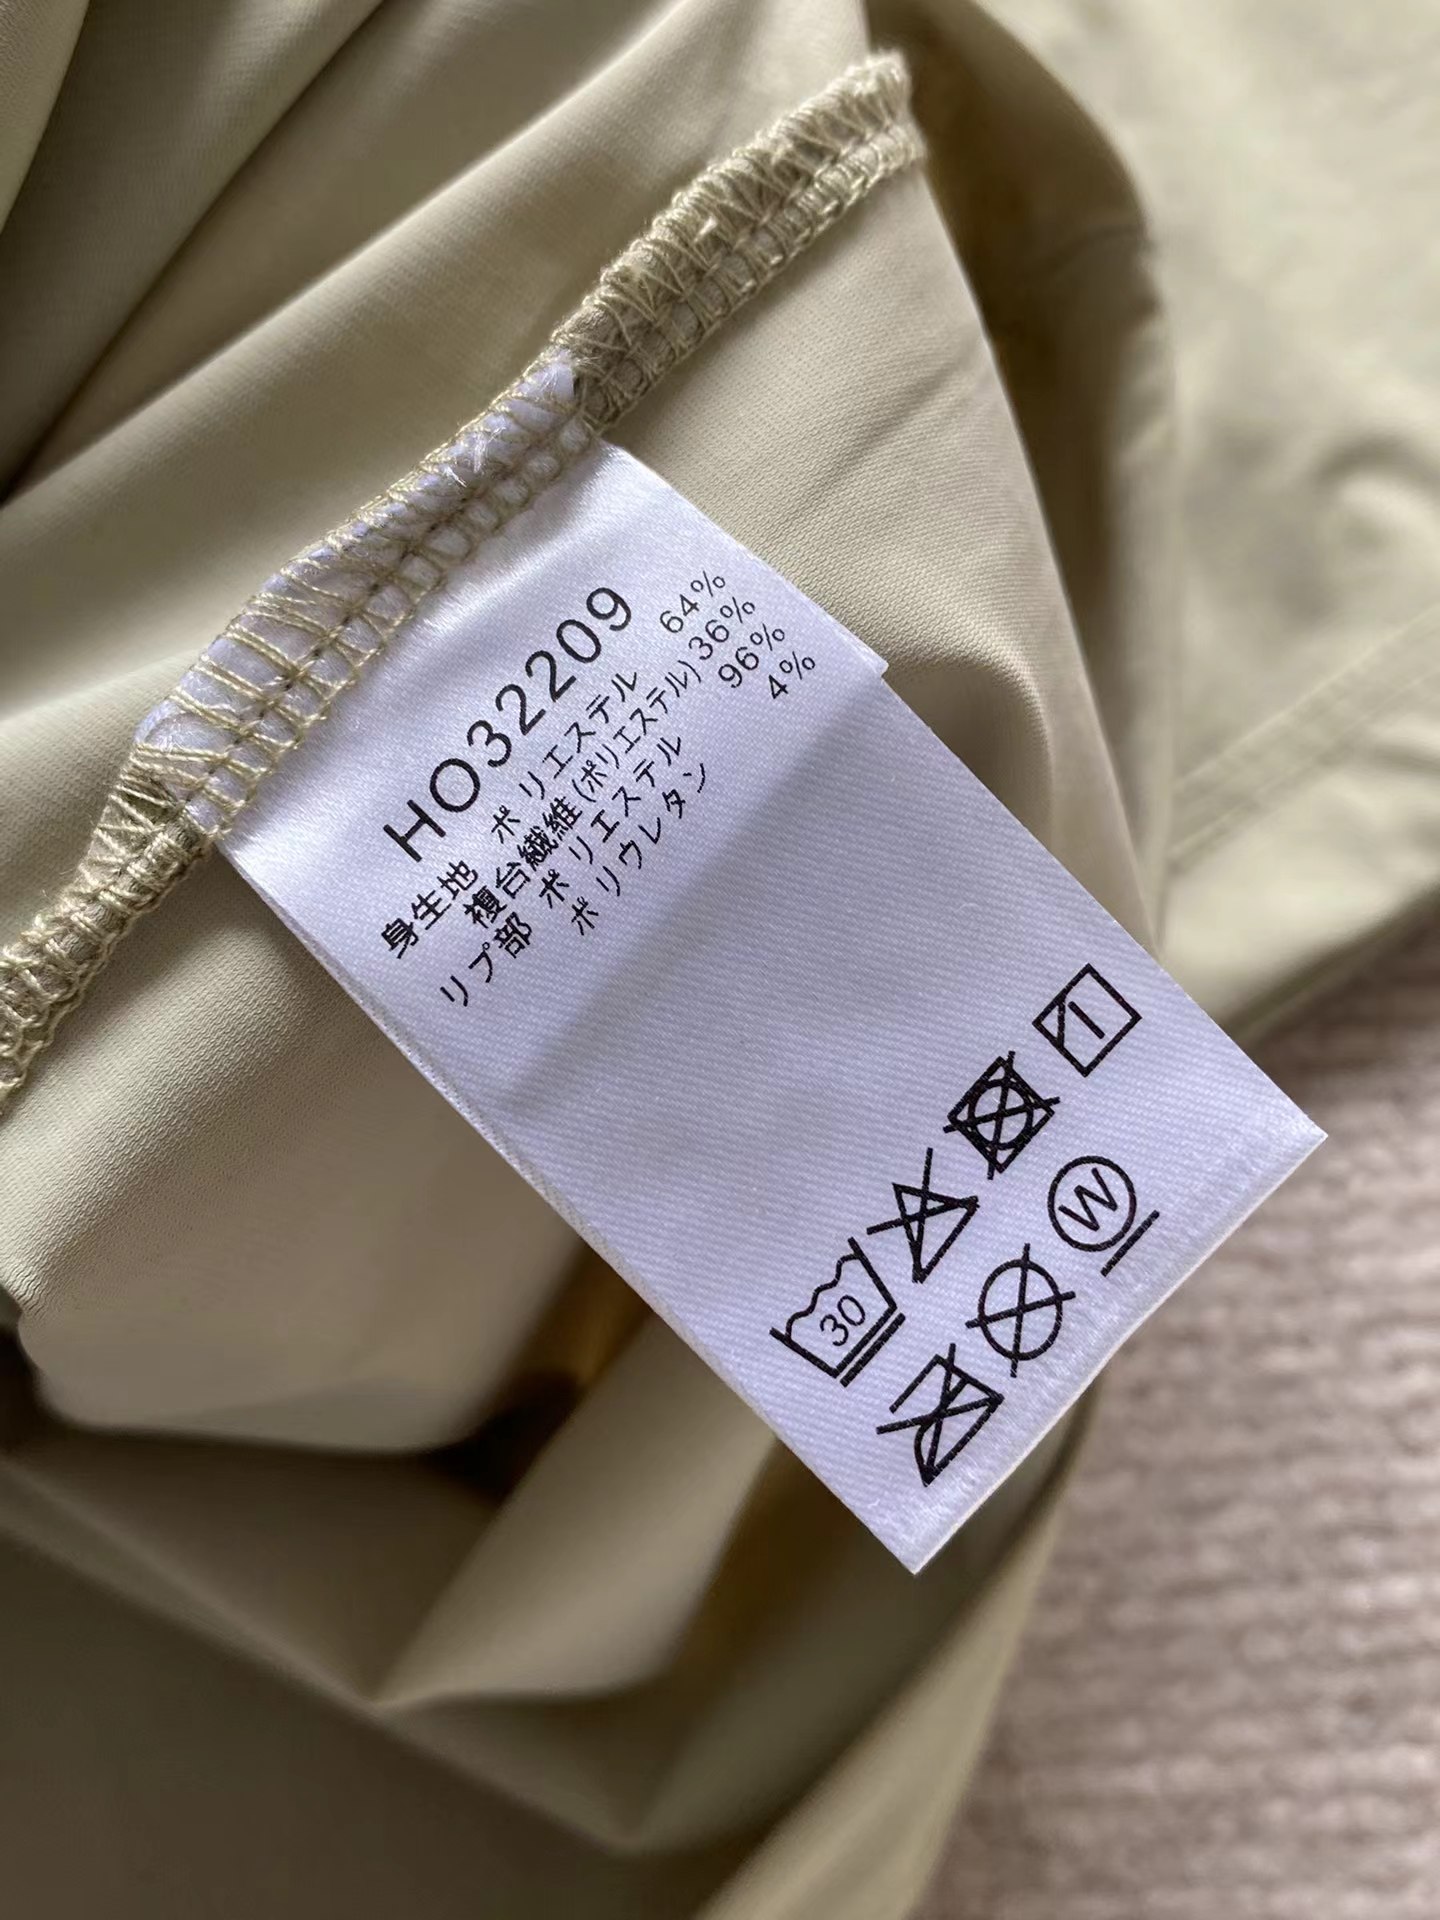 HO32209
身生地 ポリエステル 64%
複台繊維(ポリエステル) 36%
リプ部 ポリエステル 96%
ポリウレタン 4%
30
W